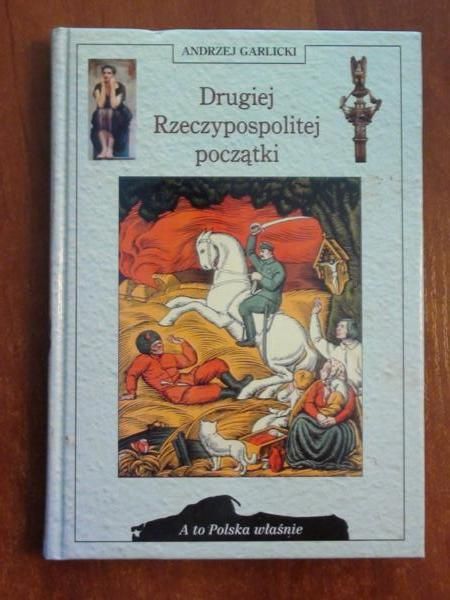 ANDRZEJ GARLICKI
Drugiej
Rzeczypospolitej
początki
A to Polska właśnie